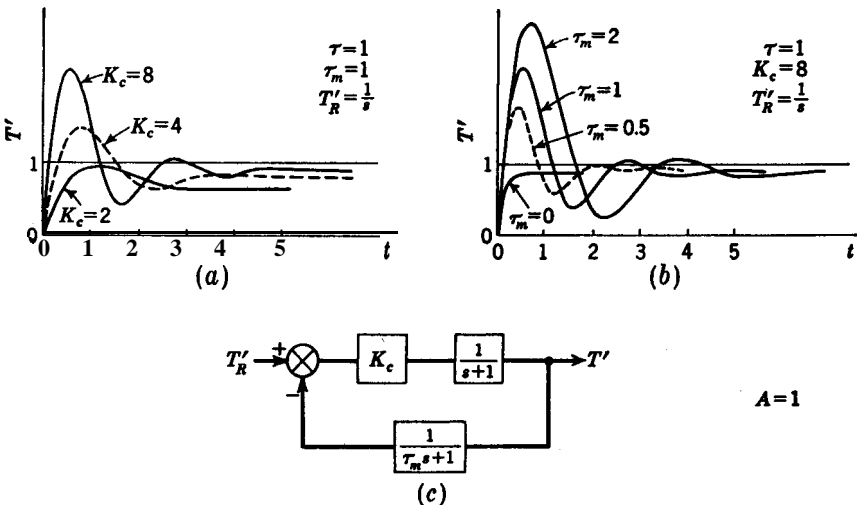 T′
1
0
K_c=8
K_c=4
K_c=2
τ=1
τ_m=1
T′_R=1/s
0 1 2 3 4 5 t
(a)
T′
1
0
τ_m=2
τ_m=1
τ_m=0.5
τ_m=0
τ=1
K_c=8
T′_R=1/s
0 1 2 3 4 5 t
(b)
T′_R
+
−
K_c
1/(s+1)
T′
A=1
1/(τ_m s+1)
(c)